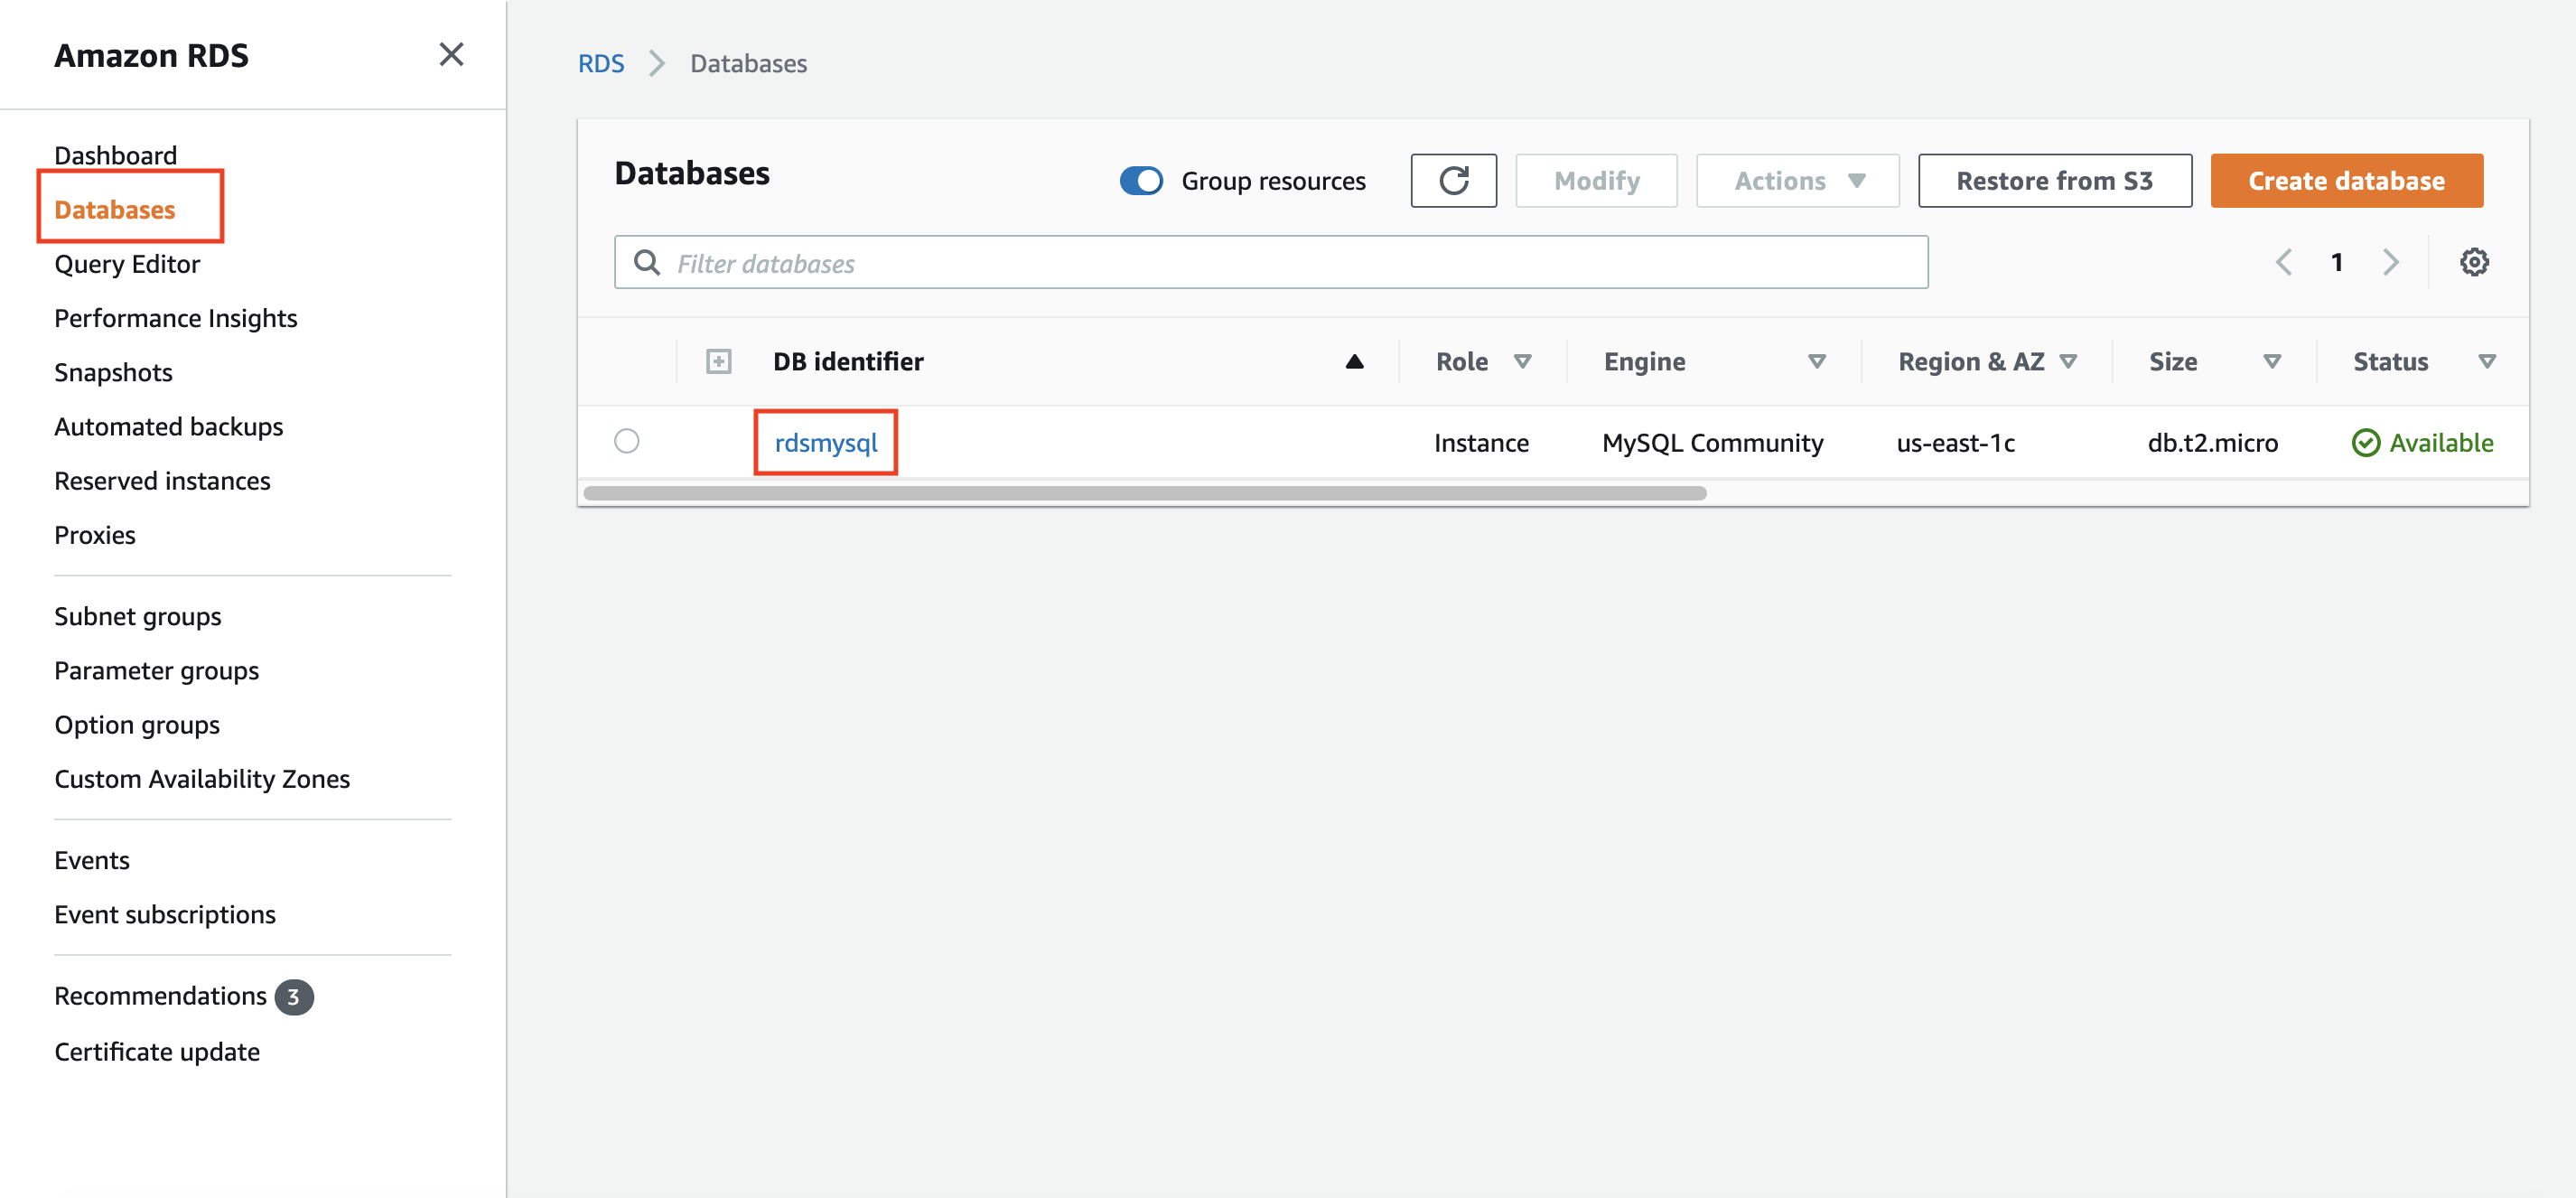 Amazon RDS
Dashboard
Databases
Query Editor
Performance Insights
Snapshots
Automated backups
Reserved instances
Proxies
Subnet groups
Parameter groups
Option groups
Custom Availability Zones
Events
Event subscriptions
Recommendations 3
Certificate update
RDS Databases
Databases Group resources Modify Actions Restore from S3 Create database
Filter databases 1
DB identifier Role Engine Region & AZ Size Status
rdsmysql Instance MySQL Community us-east-1c db.t2.micro Available